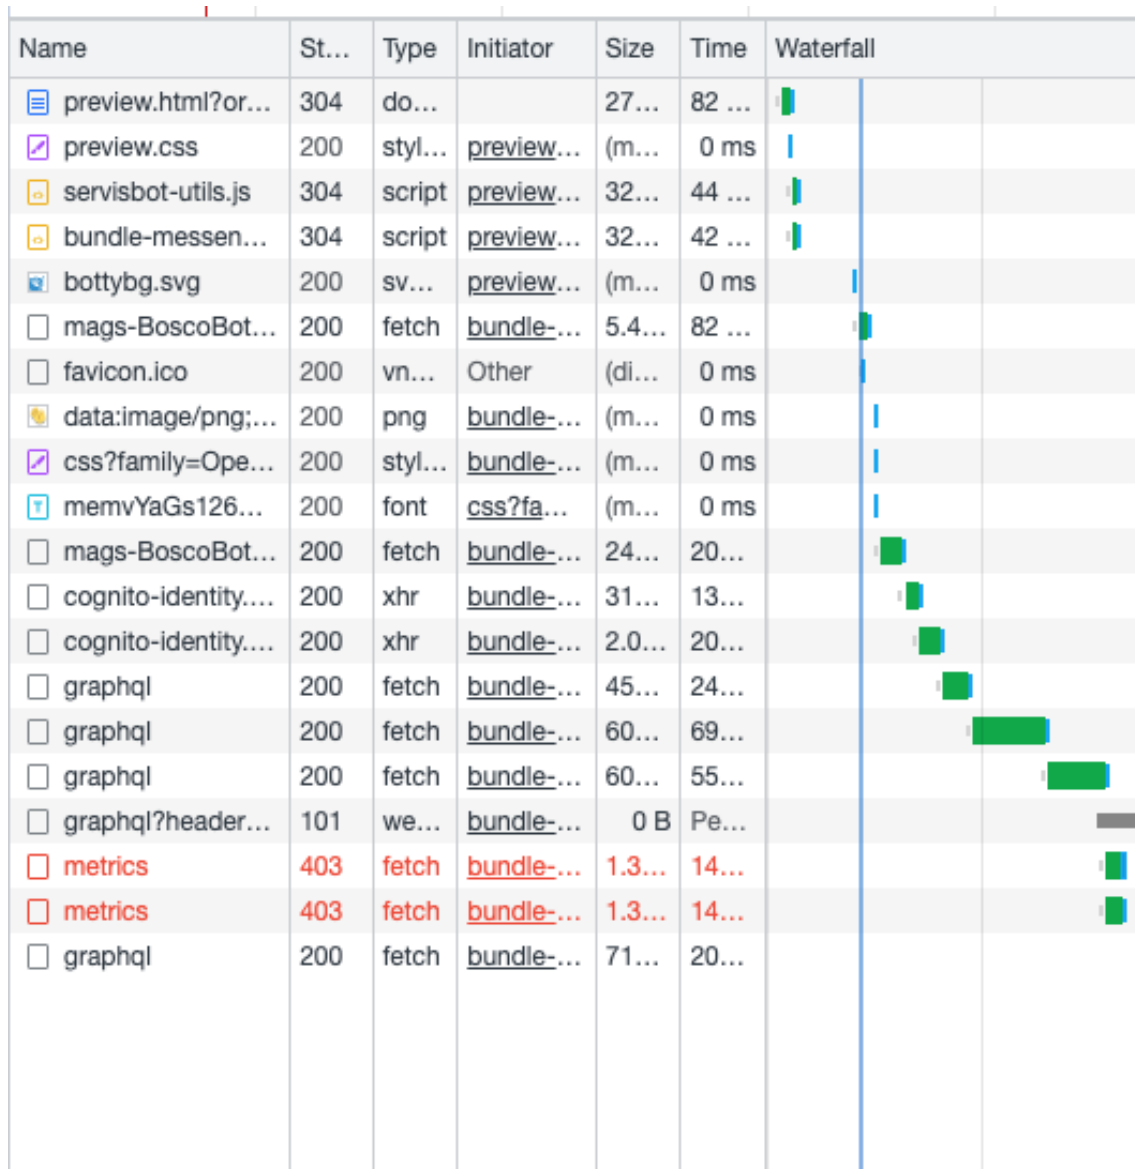 Name St... Type Initiator Size Time Waterfall
preview.html?or... 304 do... 27... 82 ...
preview.css 200 styl... preview... (m... 0 ms
servisbot-utils.js 304 script preview... 32... 44 ...
bundle-messen... 304 script preview... 32... 42 ...
bottybg.svg 200 sv... preview... (m... 0 ms
mags-BoscoBot... 200 fetch bundle-... 5.4... 82 ...
favicon.ico 200 vn... Other (di... 0 ms
data:image/png;... 200 png bundle-... (m... 0 ms
css?family=Ope... 200 styl... bundle-... (m... 0 ms
memvYaGs126... 200 font css?fa... (m... 0 ms
mags-BoscoBot... 200 fetch bundle-... 24... 20...
cognito-identity.... 200 xhr bundle-... 31... 13...
cognito-identity.... 200 xhr bundle-... 2.0... 20...
graphql 200 fetch bundle-... 45... 24...
graphql 200 fetch bundle-... 60... 69...
graphql 200 fetch bundle-... 60... 55...
graphql?header... 101 we... bundle-... 0 B Pe...
metrics 403 fetch bundle-... 1.3... 14...
metrics 403 fetch bundle-... 1.3... 14...
graphql 200 fetch bundle-... 71... 20...